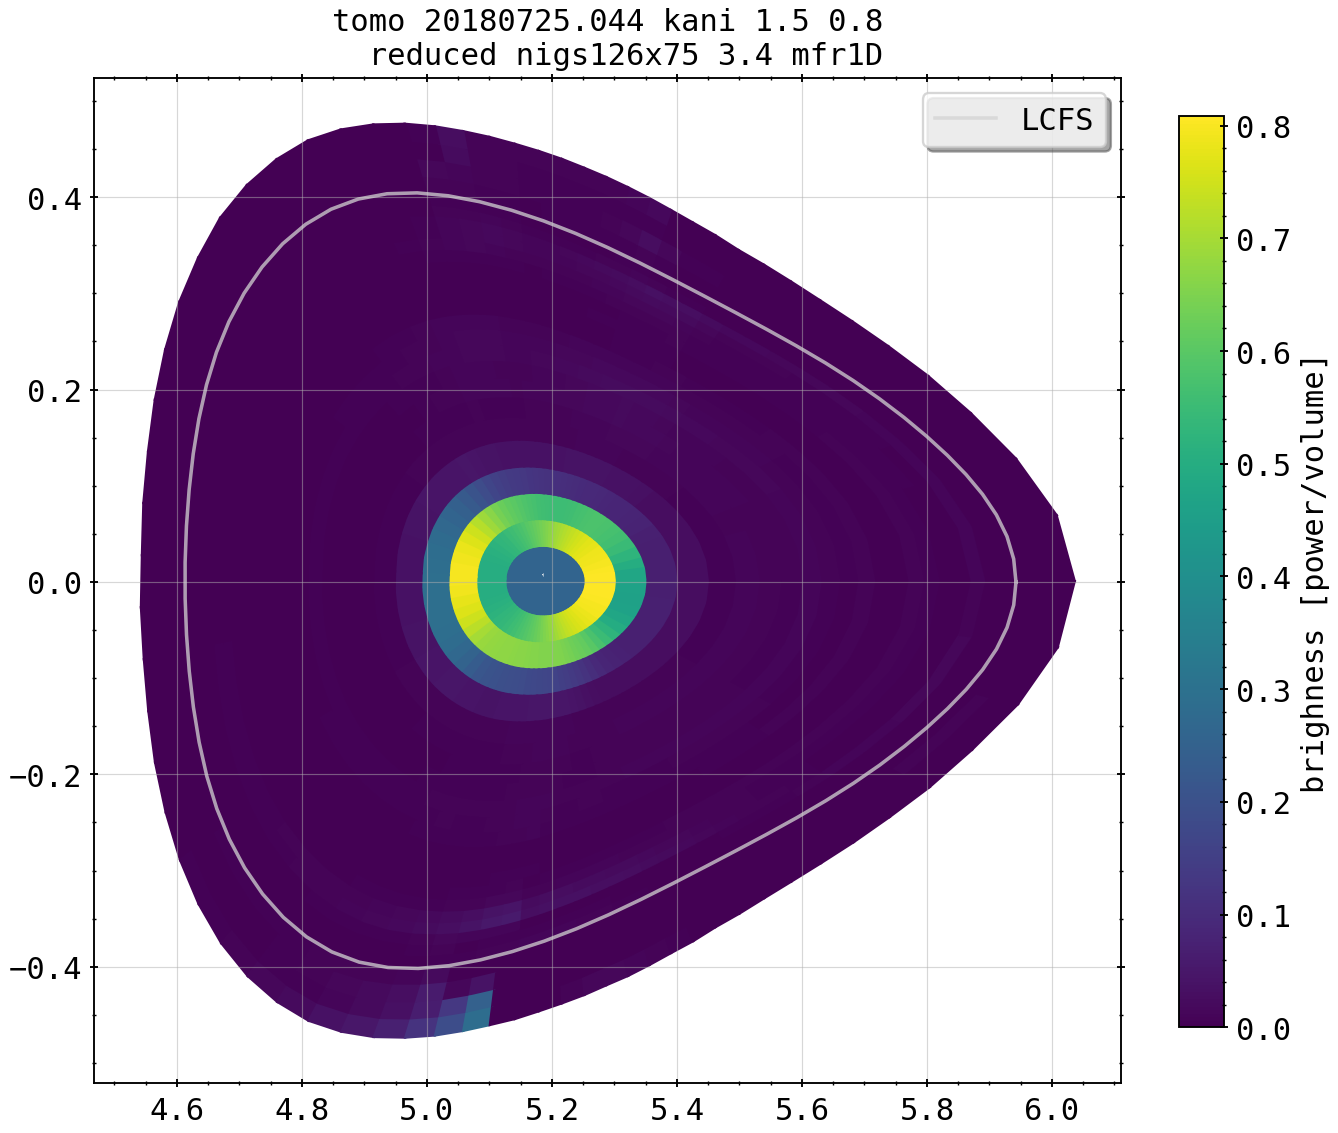 tomo 20180725.044 kani 1.5 0.8
reduced nigs126x75 3.4 mfr1D
LCFS
0.4
0.2
0.0
−0.2
−0.4
4.6 4.8 5.0 5.2 5.4 5.6 5.8 6.0
0.8
0.7
0.6
0.5
0.4
0.3
0.2
0.1
0.0
brighness [power/volume]